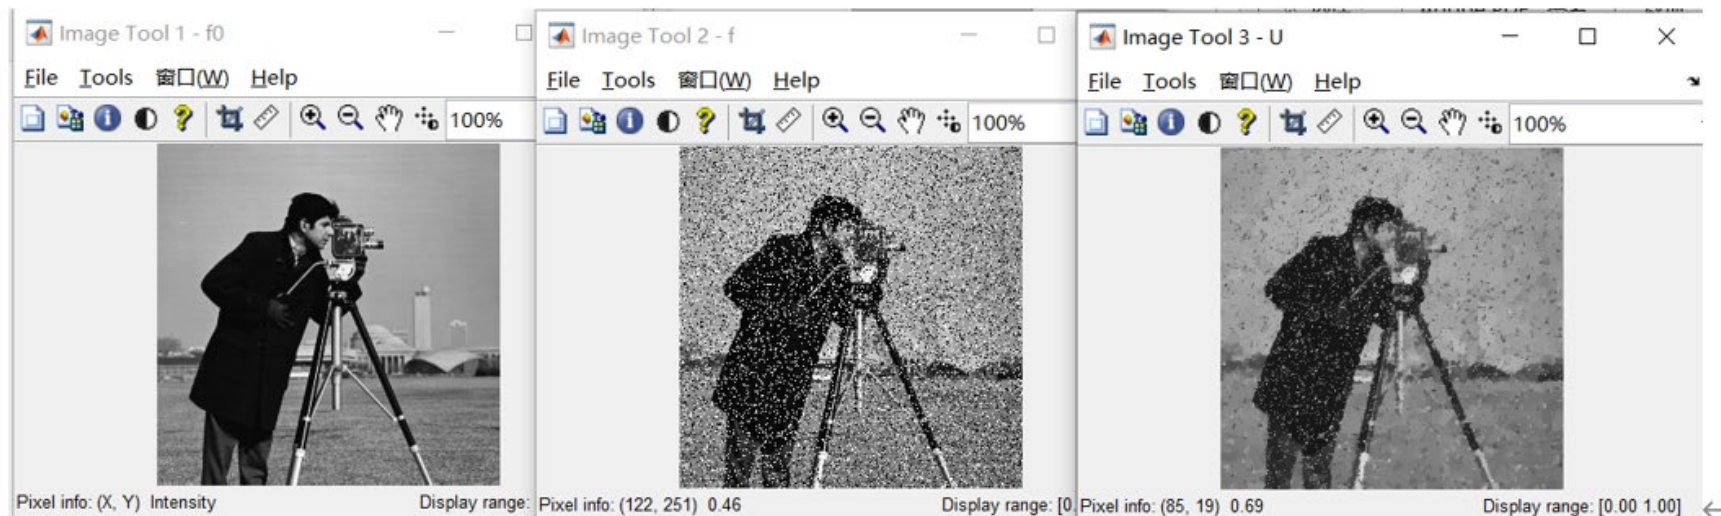 Image Tool 1 - f0
File Tools 窗口(W) Help
100%
Pixel info: (X, Y) Intensity
Display range:
Image Tool 2 - f
File Tools 窗口(W) Help
100%
Pixel info: (122, 251) 0.46
Display range: [0.
Image Tool 3 - U
File Tools 窗口(W) Help
100%
Pixel info: (85, 19) 0.69
Display range: [0.00 1.00]